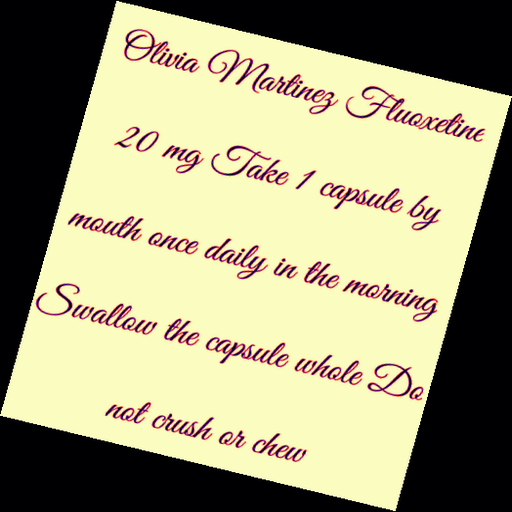 Olivia Martinez Fluoxetine
20 mg Take 1 capsule by
mouth once daily in the morning
Swallow the capsule whole Do
not crush or chew